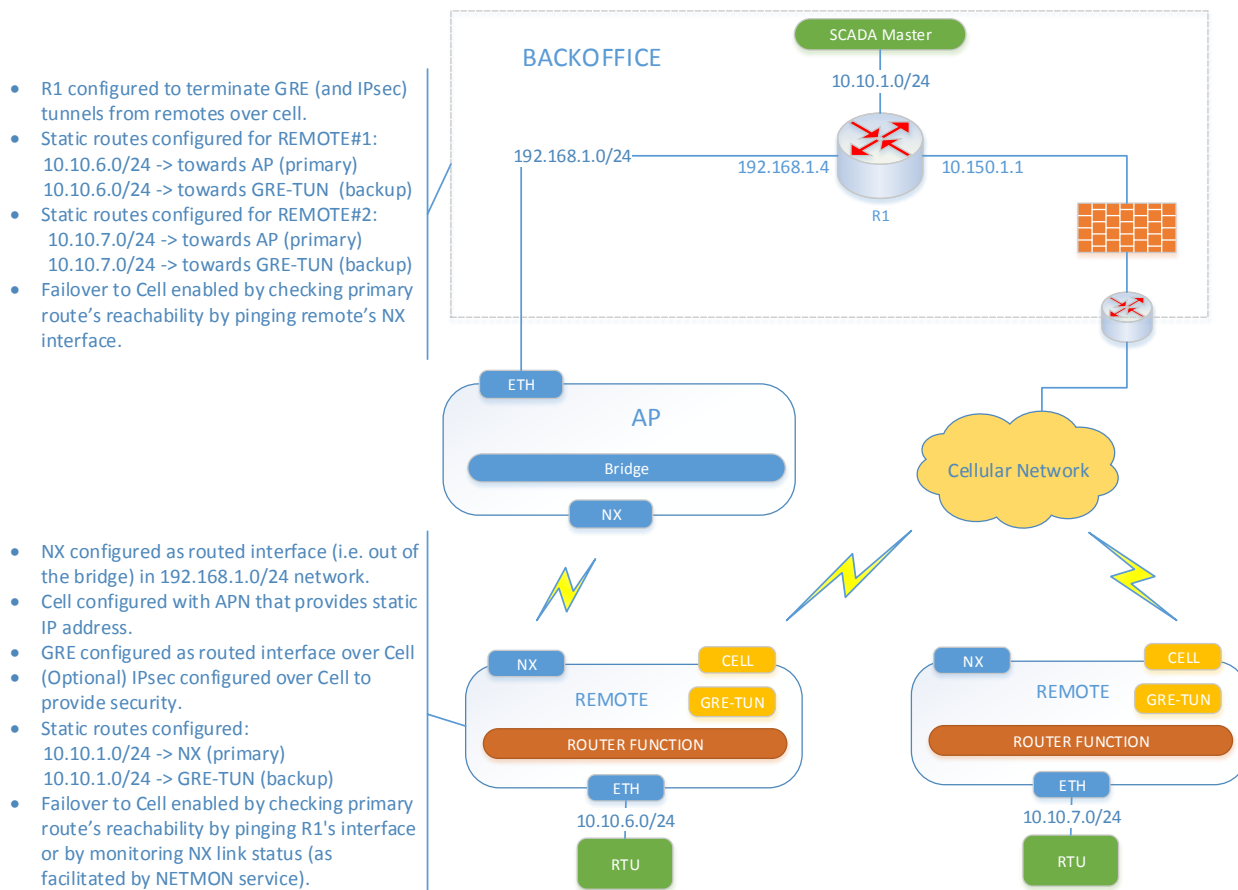 SCADA Master
BACKOFFICE
10.10.1.0/24
• R1 configured to terminate GRE (and IPsec)
tunnels from remotes over cell.
• Static routes configured for REMOTE#1:
10.10.6.0/24 -> towards AP (primary)
10.10.6.0/24 -> towards GRE-TUN (backup)
• Static routes configured for REMOTE#2:
10.10.7.0/24 -> towards AP (primary)
10.10.7.0/24 -> towards GRE-TUN (backup)
• Failover to Cell enabled by checking primary
route's reachability by pinging remote's NX
interface.
192.168.1.0/24
192.168.1.4
10.150.1.1
R1
ETH
AP
Bridge
NX
Cellular Network
• NX configured as routed interface (i.e. out of
the bridge) in 192.168.1.0/24 network.
• Cell configured with APN that provides static
IP address.
• GRE configured as routed interface over Cell
• (Optional) IPsec configured over Cell to
provide security.
• Static routes configured:
10.10.1.0/24 -> NX (primary)
10.10.1.0/24 -> GRE-TUN (backup)
• Failover to Cell enabled by checking primary
route's reachability by pinging R1's interface
or by monitoring NX link status (as
facilitated by NETMON service).
NX
CELL
REMOTE
GRE-TUN
ROUTER FUNCTION
ETH
10.10.6.0/24
RTU
NX
CELL
REMOTE
GRE-TUN
ROUTER FUNCTION
ETH
10.10.7.0/24
RTU